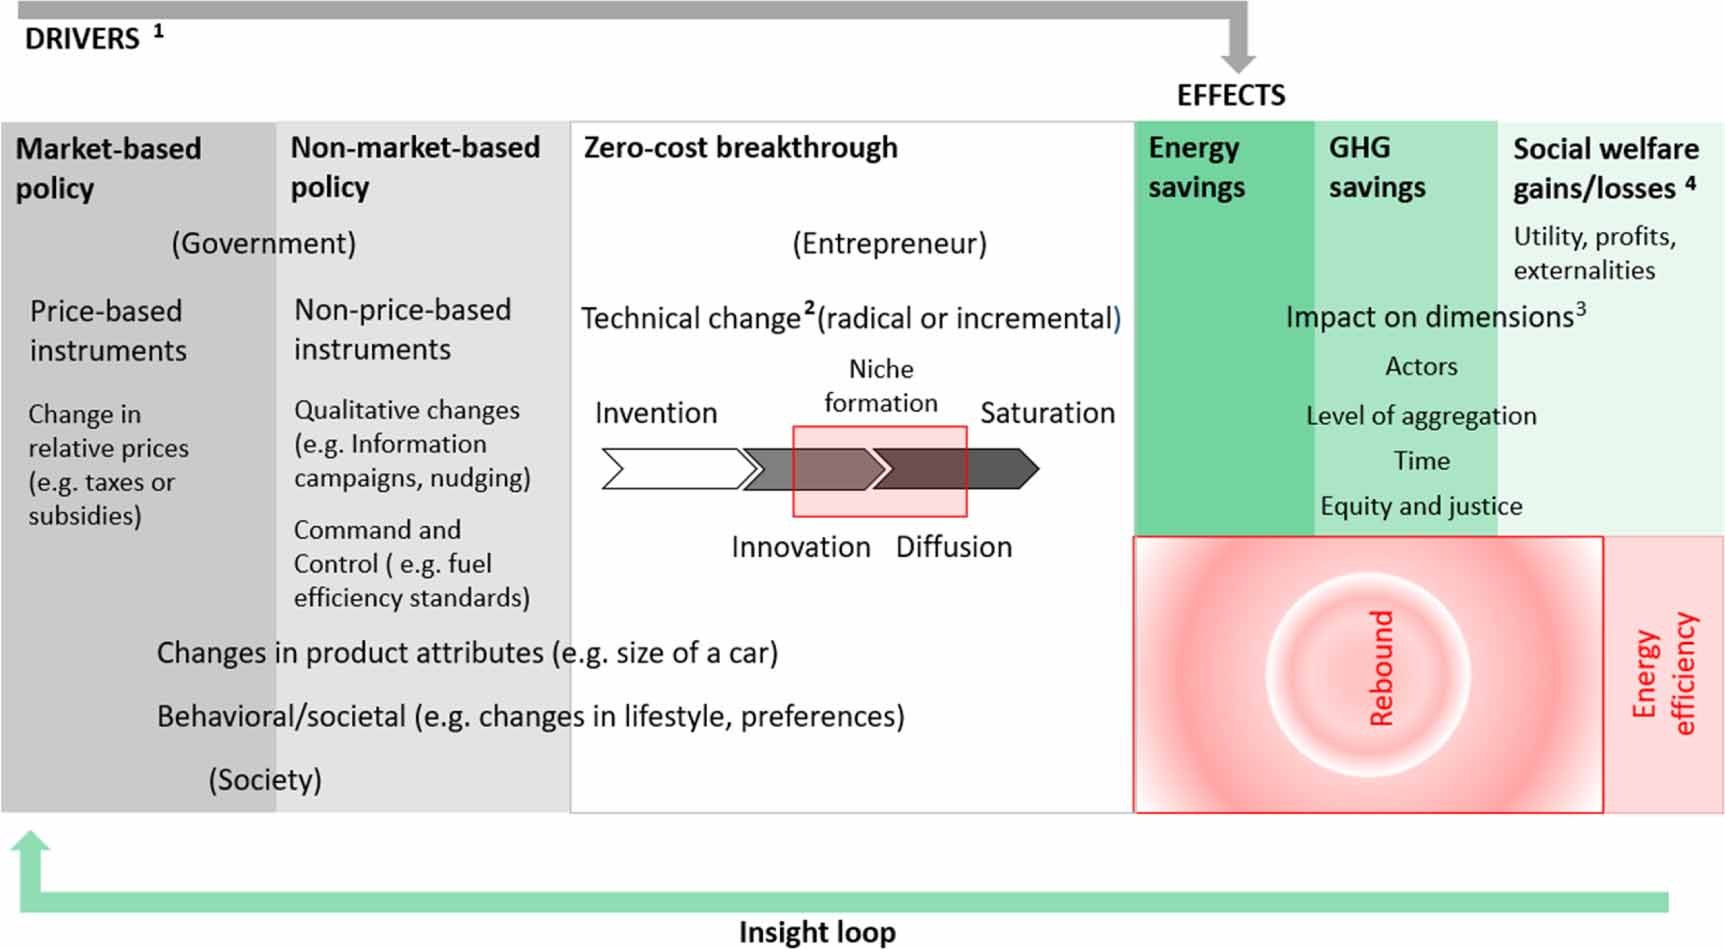 DRIVERS ¹
EFFECTS
Market-based
policy
Non-market-based
policy
(Government)
Price-based
instruments
Non-price-based
instruments
Change in
relative prices
(e.g. taxes or
subsidies)
Qualitative changes
(e.g. Information
campaigns, nudging)
Command and
Control ( e.g. fuel
efficiency standards)
Zero-cost breakthrough
(Entrepreneur)
Technical change²(radical or incremental)
Niche
formation
Invention
Saturation
Innovation
Diffusion
Changes in product attributes (e.g. size of a car)
Behavioral/societal (e.g. changes in lifestyle, preferences)
(Society)
Energy
savings
GHG
savings
Social welfare
gains/losses ⁴
Utility, profits,
externalities
Impact on dimensions³
Actors
Level of aggregation
Time
Equity and justice
Rebound
Energy
efficiency
Insight loop